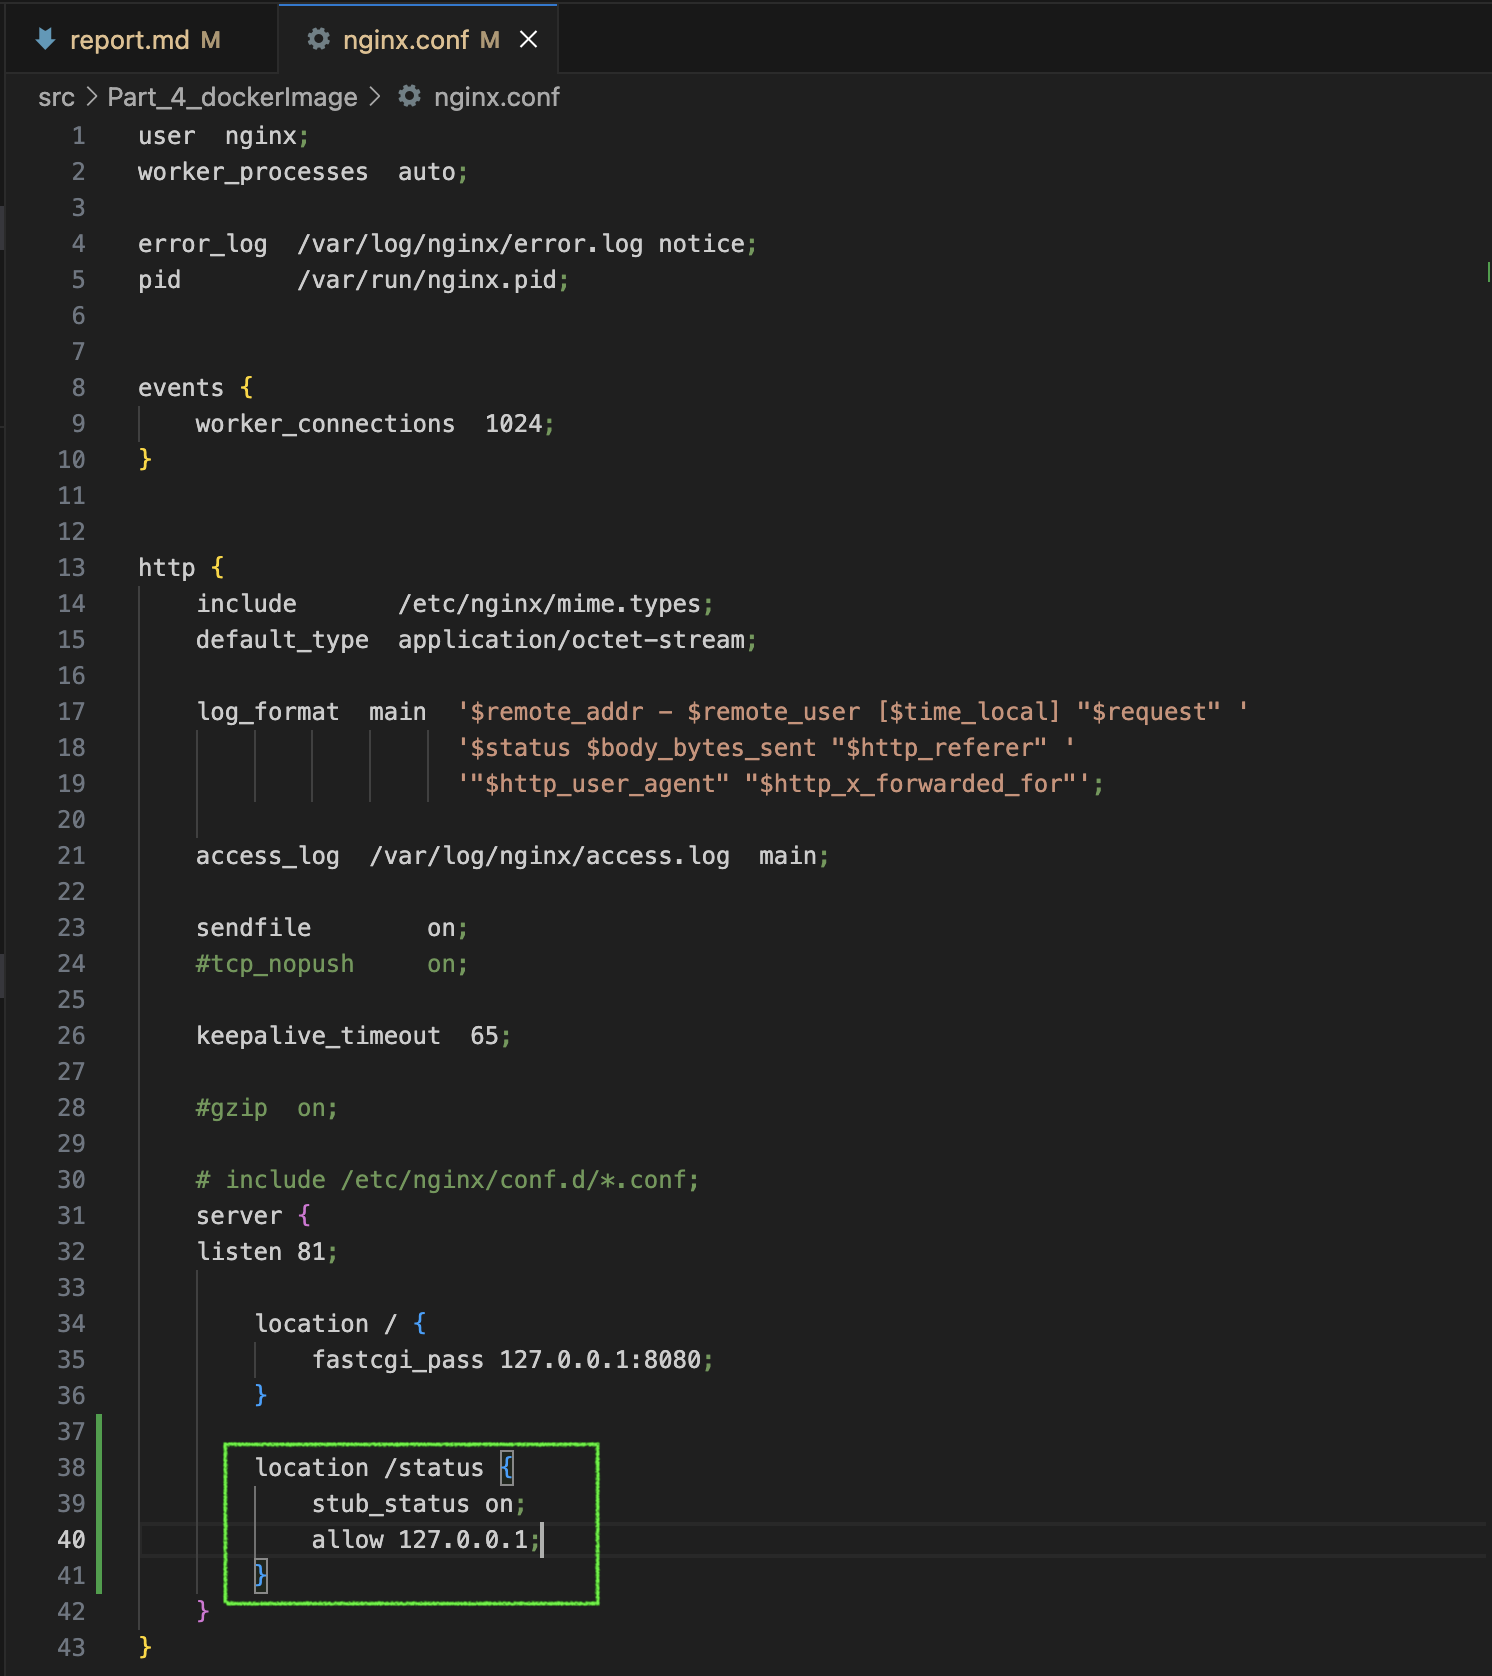 report.md M nginx.conf M
src > Part_4_dockerImage > nginx.conf
1 user  nginx;
2 worker_processes  auto;
3
4 error_log  /var/log/nginx/error.log notice;
5 pid        /var/run/nginx.pid;
6
7
8 events {
9     worker_connections  1024;
10 }
11
12
13 http {
14     include       /etc/nginx/mime.types;
15     default_type  application/octet-stream;
16
17     log_format  main  '$remote_addr - $remote_user [$time_local] "$request" '
18                       '$status $body_bytes_sent "$http_referer" '
19                       '"$http_user_agent" "$http_x_forwarded_for"';
20
21     access_log  /var/log/nginx/access.log  main;
22
23     sendfile        on;
24     #tcp_nopush     on;
25
26     keepalive_timeout  65;
27
28     #gzip  on;
29
30     # include /etc/nginx/conf.d/*.conf;
31     server {
32     listen 81;
33
34         location / {
35             fastcgi_pass 127.0.0.1:8080;
36         }
37
38         location /status {
39             stub_status on;
40             allow 127.0.0.1;
41         }
42     }
43 }